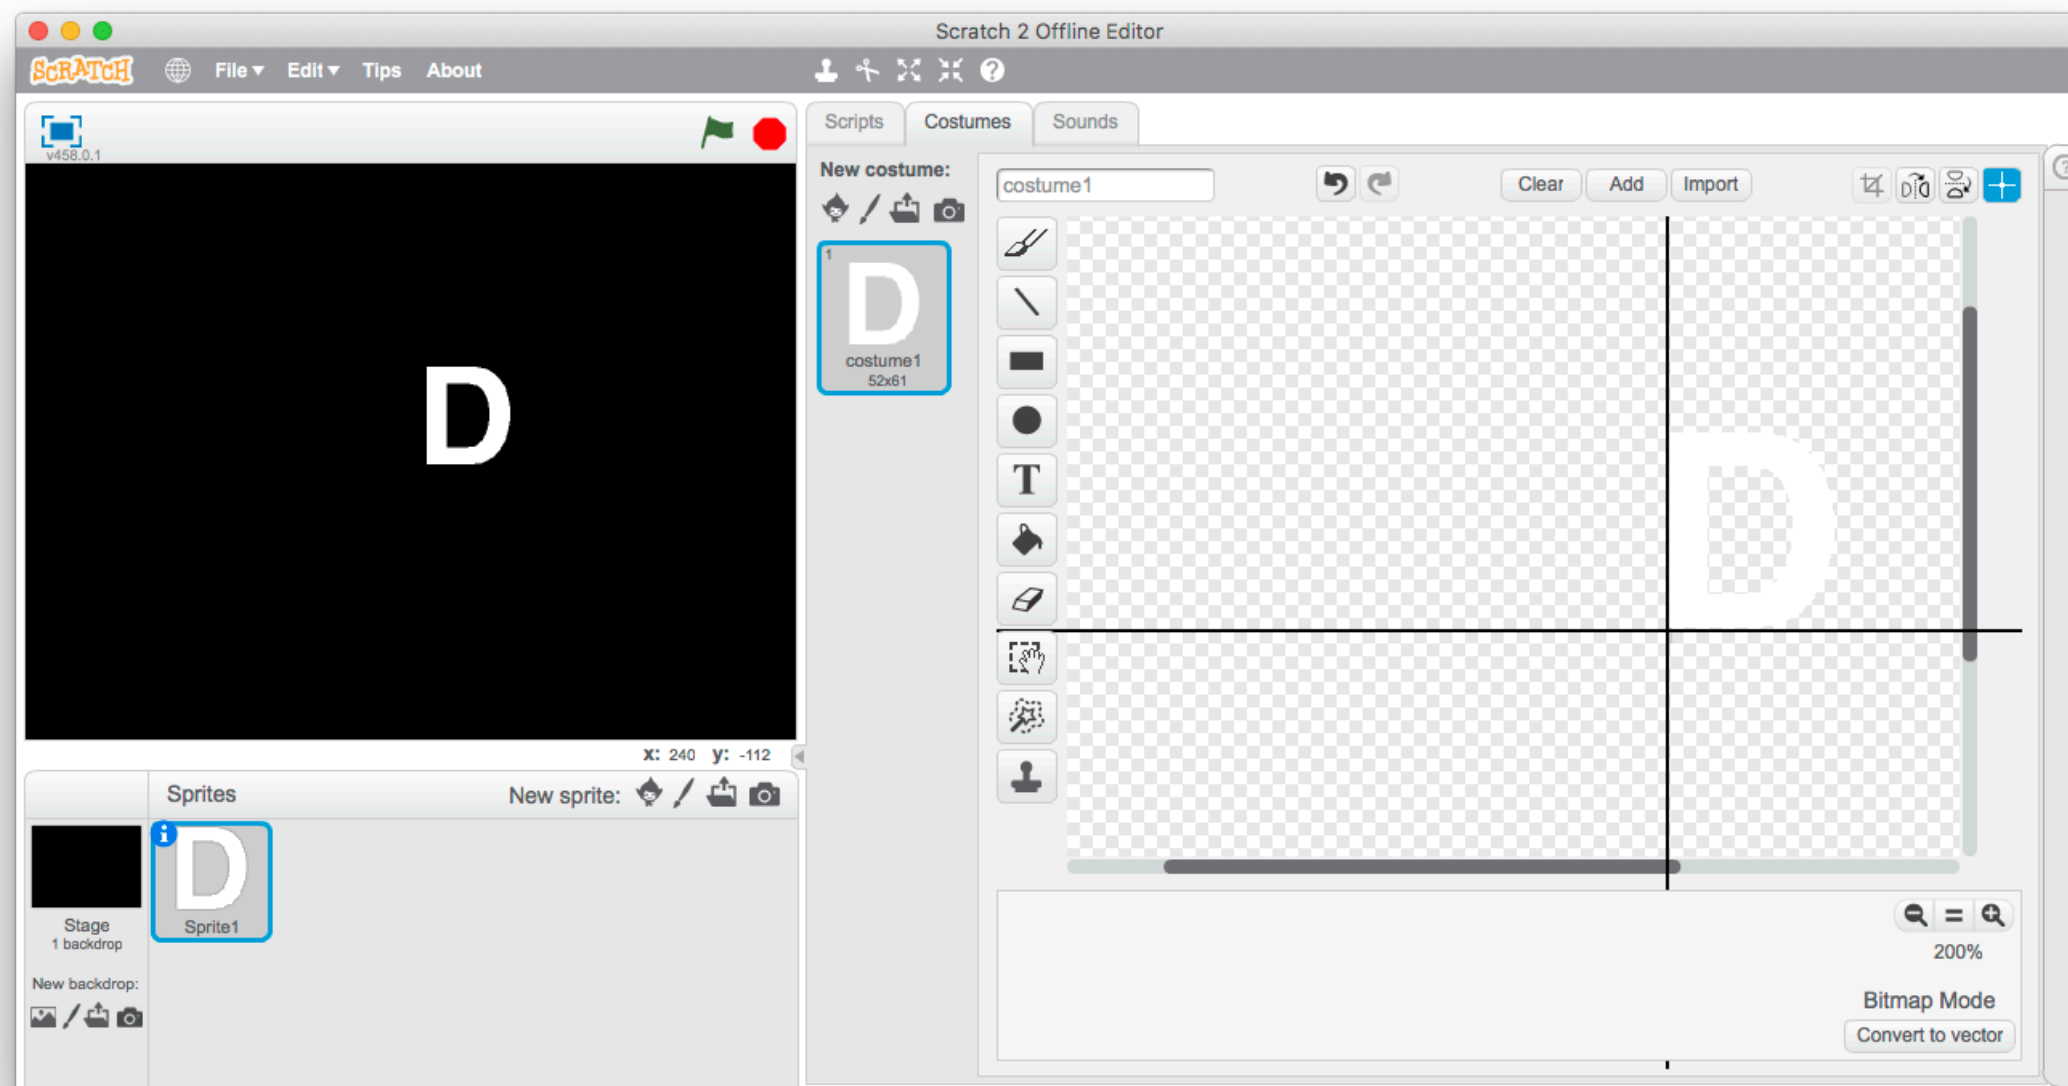 Scratch 2 Offline Editor
SCRATCH File Edit Tips About
v458.0.1
D
x: 240 y: -112
Sprites New sprite:
D
Stage
1 backdrop
Sprite1
New backdrop:
Scripts Costumes Sounds
New costume:
1
D
costume1
52x61
costume1
Clear Add Import
T
D
200%
Bitmap Mode
Convert to vector